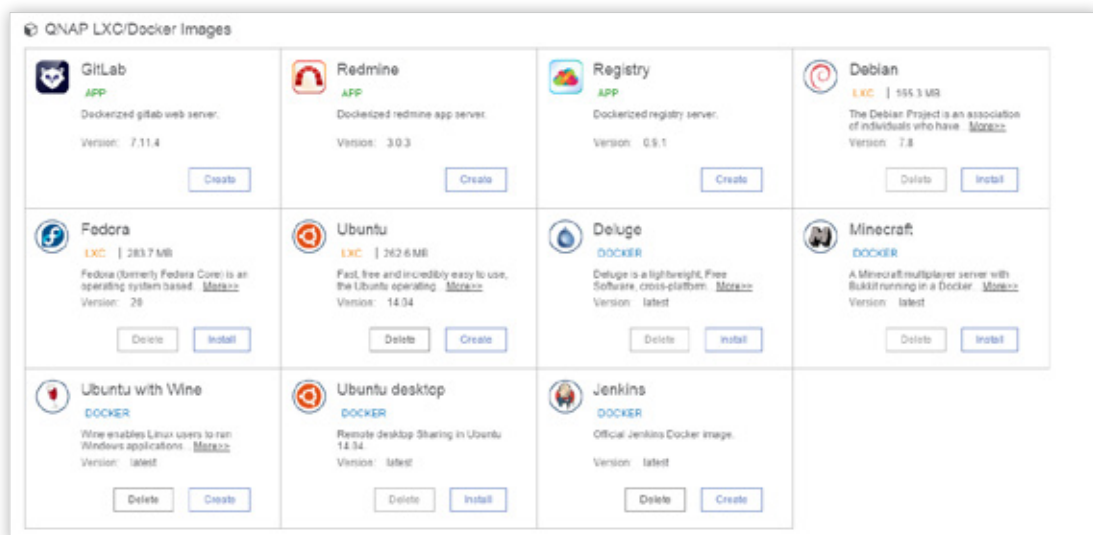 QNAP LXC/Docker Images
GitLab
APP
Dockerized gitlab web server.
Version: 7.11.4
Create
Redmine
APP
Dockerized redmine app server.
Version: 3.0.3
Create
Registry
APP
Dockerized registry server.
Version: 0.9.1
Create
Debian
LXC | 165.3 MB
The Debian Project is an association
of individuals who have... More>>
Version: 7.8
Delete Install
Fedora
LXC | 283.7 MB
Fedora (formerly Fedora Core) is an
operating system based... More>>
Version: 20
Delete Install
Ubuntu
LXC | 262.6 MB
Fast, free and incredibly easy to use,
the Ubuntu operating... More>>
Version: 14.04
Delete Create
Deluge
DOCKER
Deluge is a lightweight, Free
Software, cross-platform... More>>
Version: latest
Delete Install
Minecraft
DOCKER
A Minecraft multiplayer server with
Bukkit running in a Docker... More>>
Version: latest
Delete Install
Ubuntu with Wine
DOCKER
Wine enables Linux users to run
Windows applications... More>>
Version: latest
Delete Create
Ubuntu desktop
DOCKER
Remote desktop Sharing in Ubuntu
14.04.
Version: latest
Delete Install
Jenkins
DOCKER
Official Jenkins Docker image.
Version: latest
Delete Create